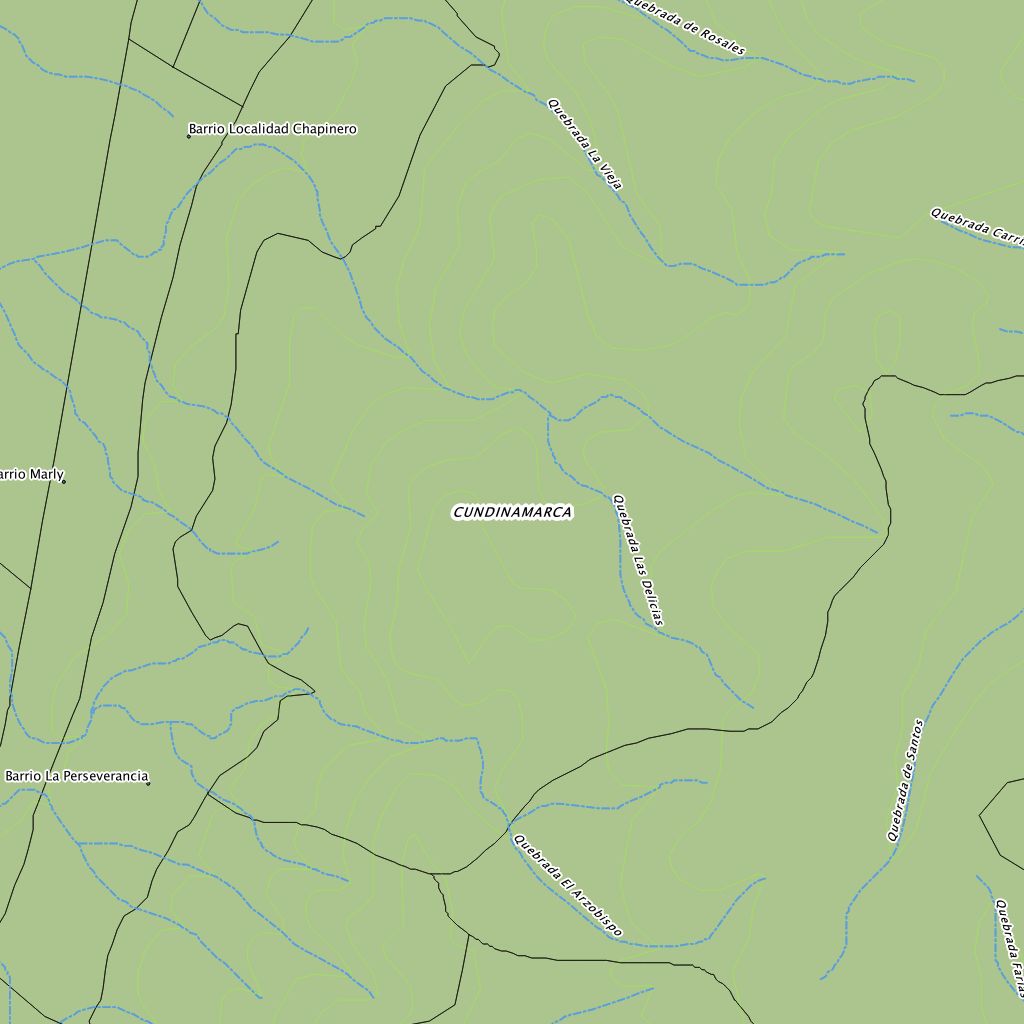 Quebrada de Rosales
Quebrada La Vieja
Barrio Localidad Chapinero
Quebrada Carri
arrio Marly
CUNDINAMARCA
Quebrada Las Delicias
Quebrada de Santos
Barrio La Perseverancia
Quebrada El Arzobispo
Quebrada Farias